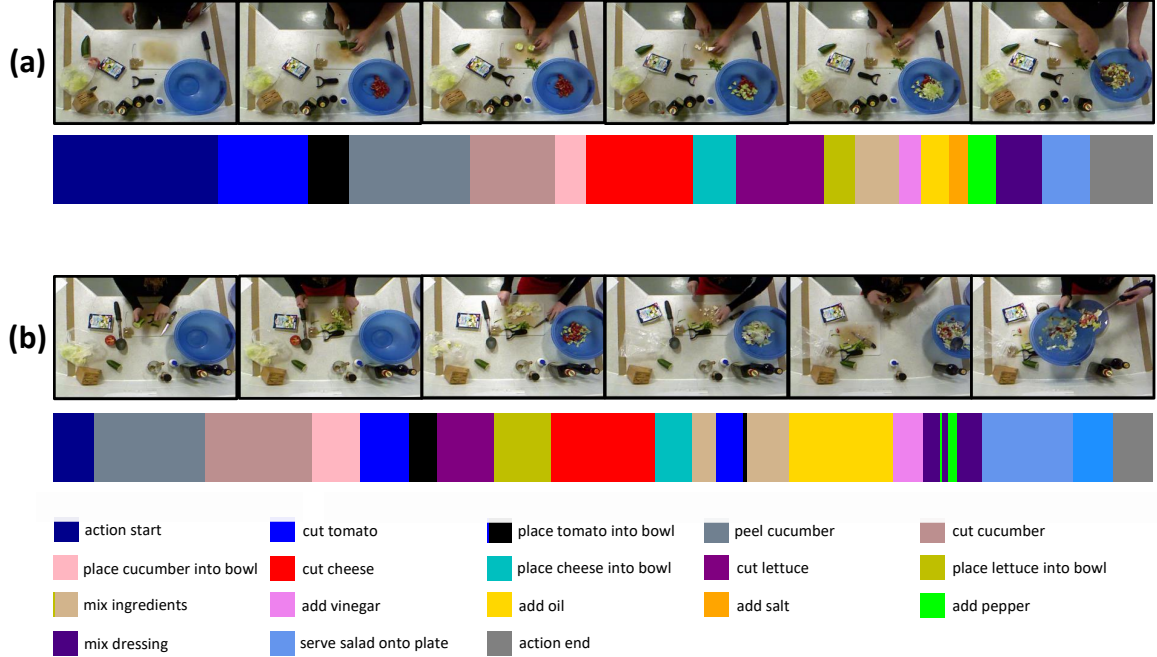 (a)
(b)
action start cut tomato place tomato into bowl peel cucumber cut cucumber
place cucumber into bowl cut cheese place cheese into bowl cut lettuce place lettuce into bowl
mix ingredients add vinegar add oil add salt add pepper
mix dressing serve salad onto plate action end